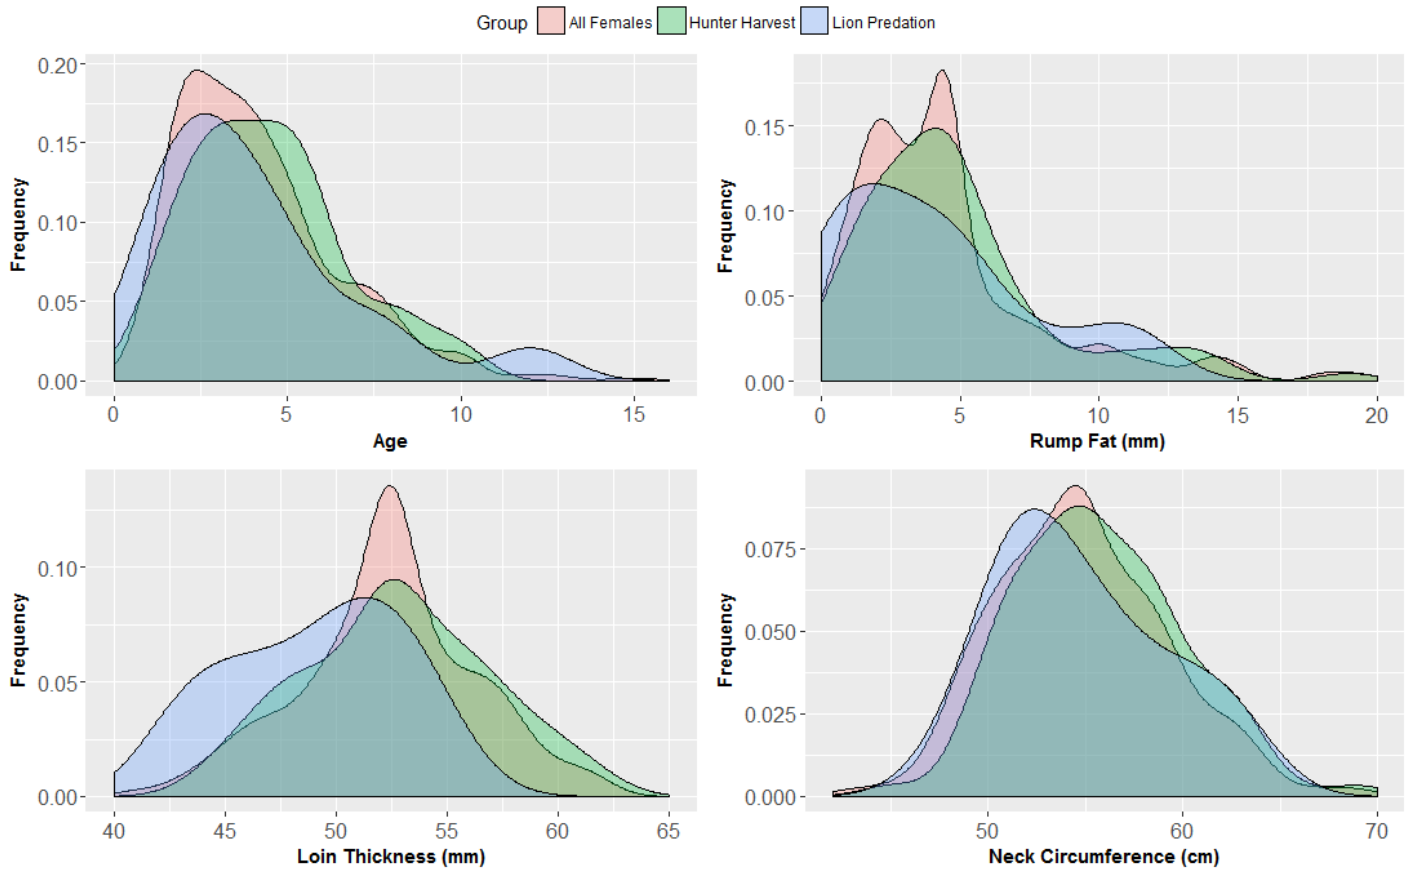 Group All Females Hunter Harvest Lion Predation
0.20
0.15
0.10
0.05
0.00
Frequency
0 5 10 15
Age
0.15
0.10
0.05
0.00
Frequency
0 5 10 15 20
Rump Fat (mm)
0.10
0.05
0.00
Frequency
40 45 50 55 60 65
Loin Thickness (mm)
0.075
0.050
0.025
0.000
Frequency
50 60 70
Neck Circumference (cm)